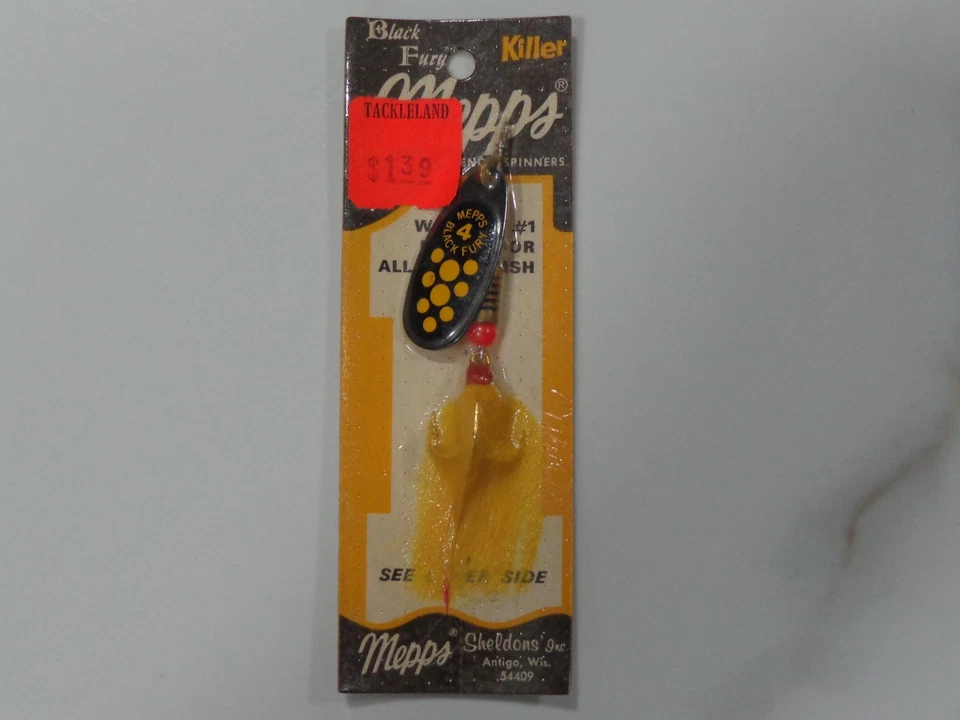 Black
Fury
Killer
Mepps®
TACKLELAND
$1.39
SPINNERS
MEPPS
4
BLACK FURY
#1
ALL
SEE SIDE
Mepps® Sheldons' Inc.
Antigo, Wis.
54409